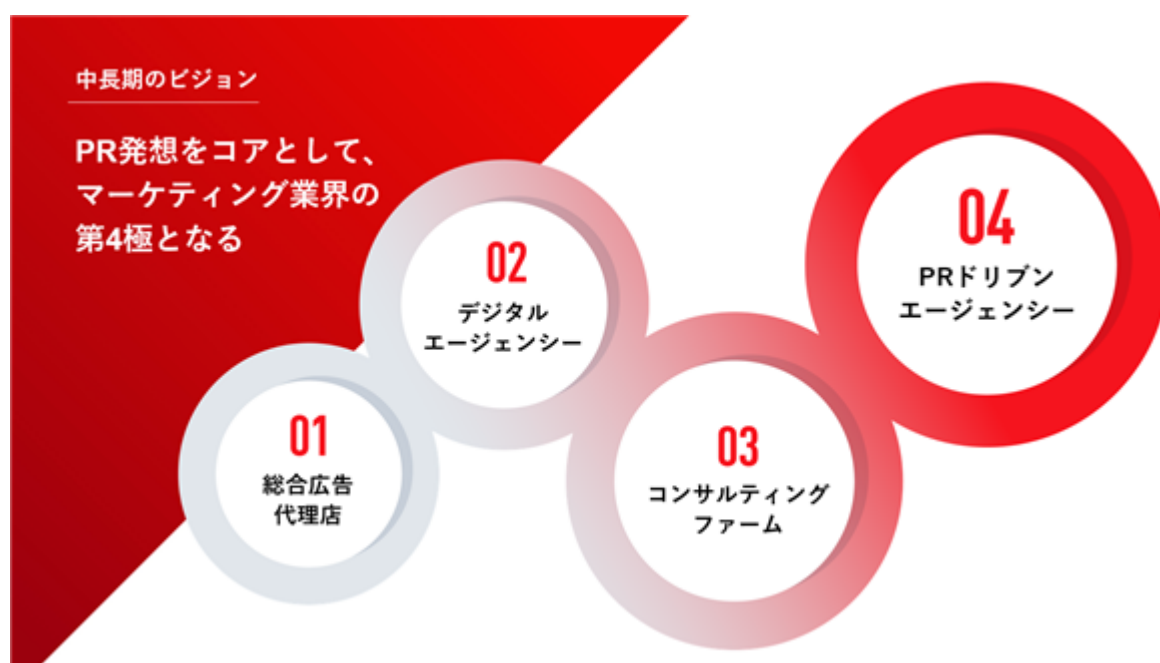 中長期のビジョン
PR発想をコアとして、
マーケティング業界の
第4極となる
01
総合広告
代理店
02
デジタル
エージェンシー
03
コンサルティング
ファーム
04
PRドリブン
エージェンシー